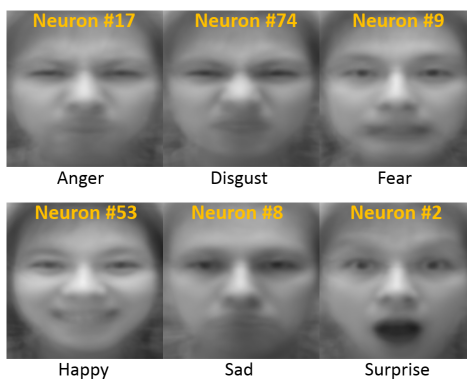 Neuron #17 Neuron #74 Neuron #9
Anger Disgust Fear
Neuron #53 Neuron #8 Neuron #2
Happy Sad Surprise